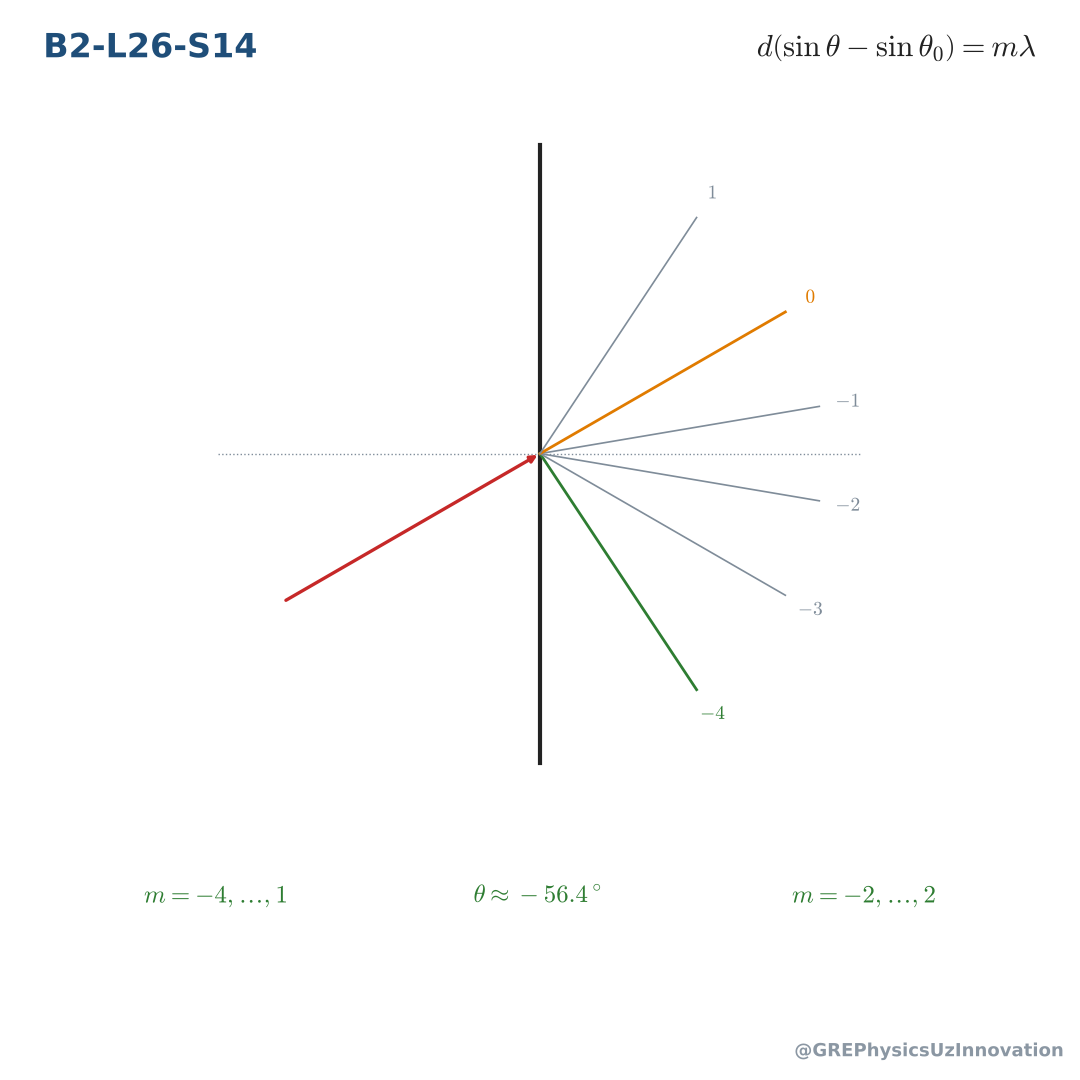 B2-L26-S14
d(sin θ − sin θ₀) = mλ
1
0
−1
−2
−3
−4
m = −4, …, 1
θ ≈ − 56.4°
m = −2, …, 2
@GREPhysicsUzInnovation